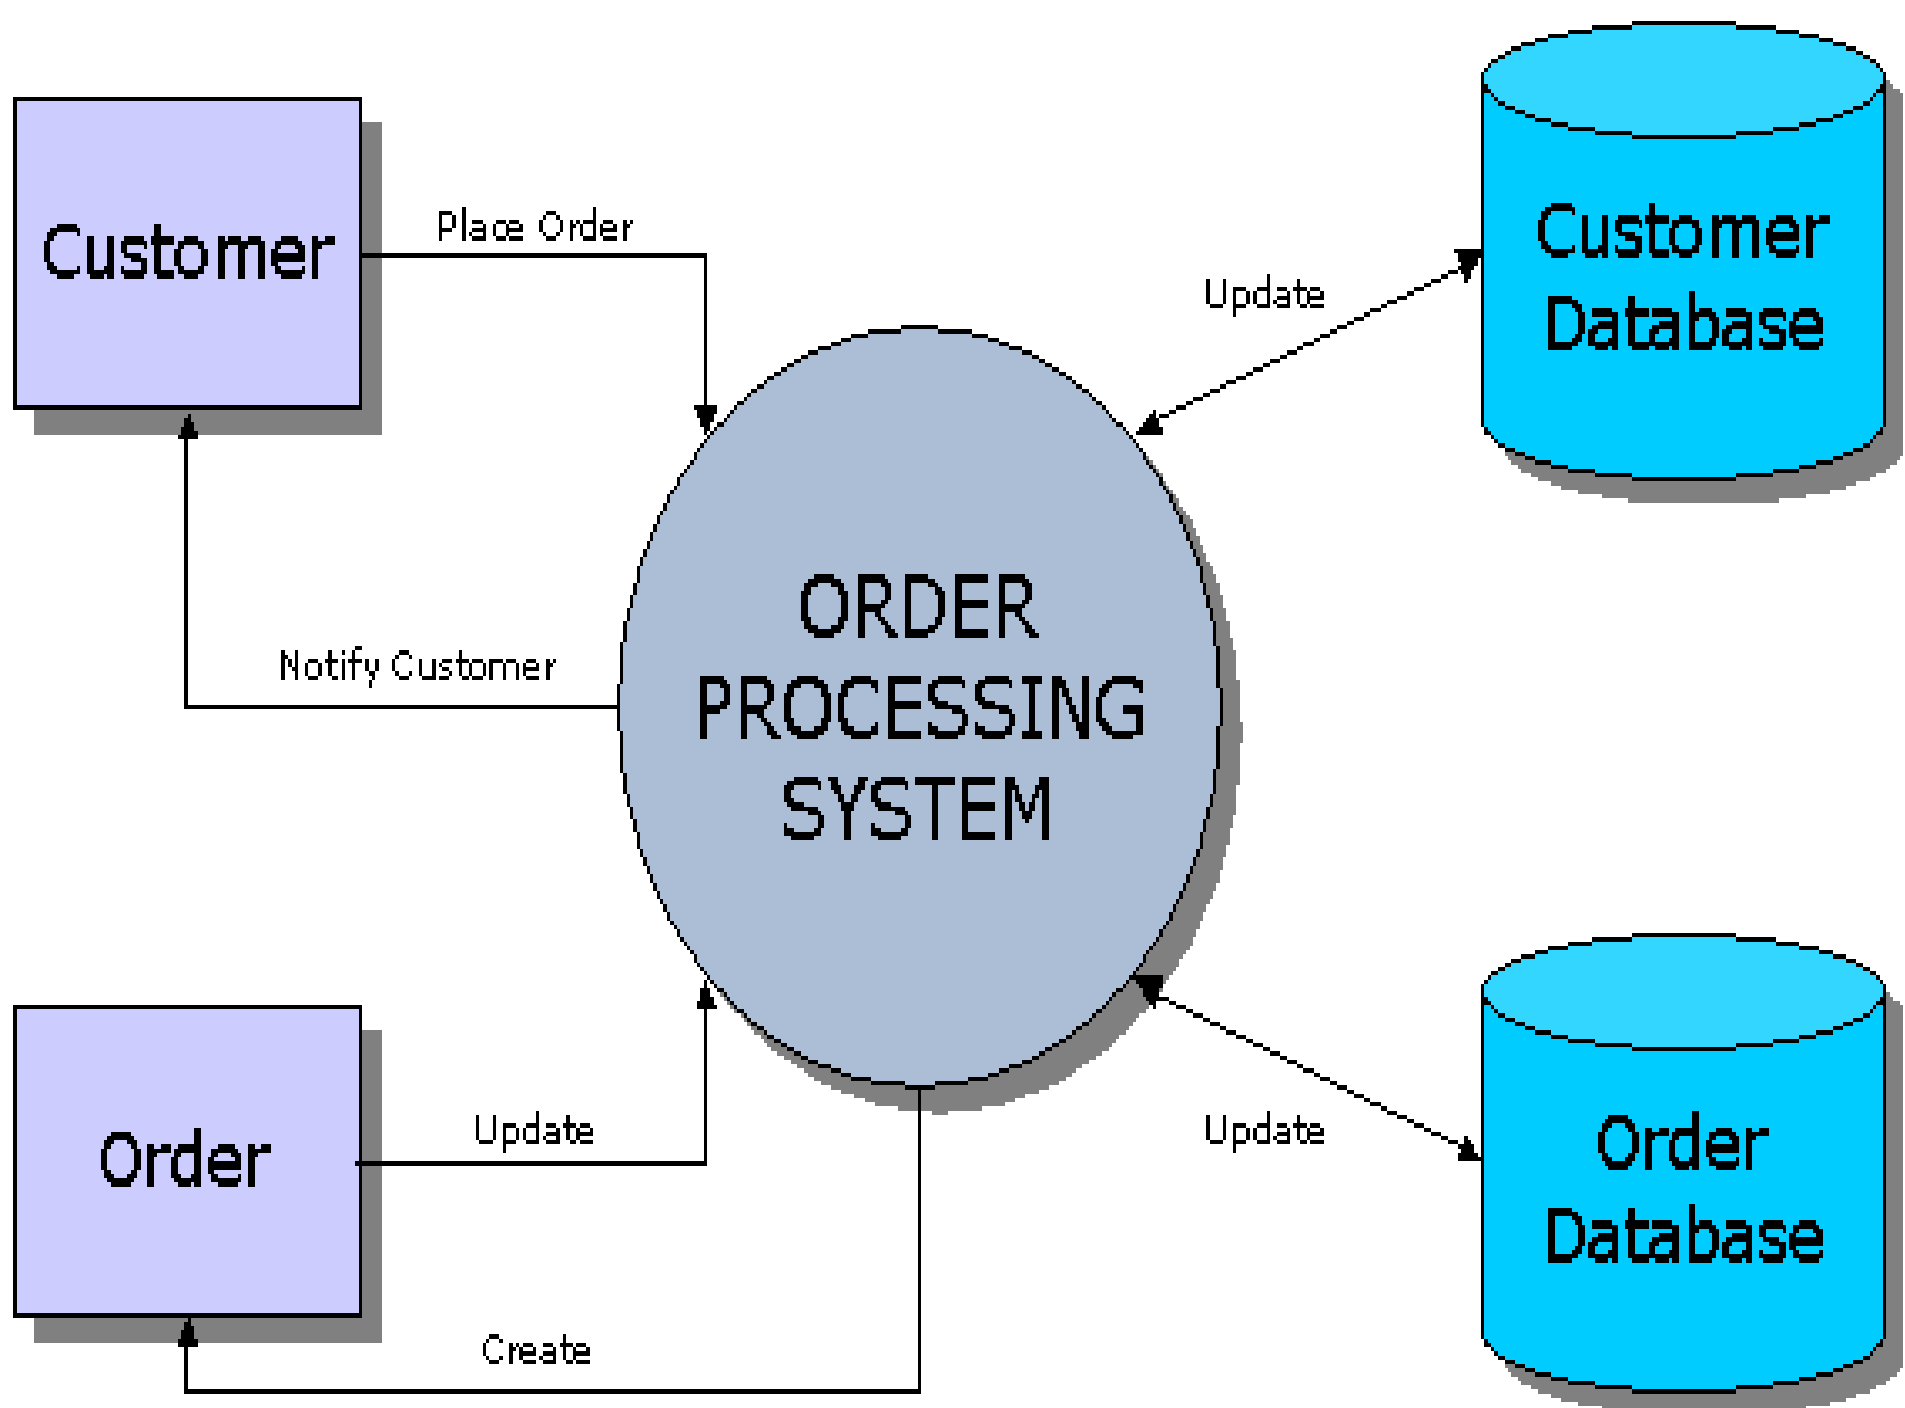 Customer
Place Order
Update
Customer
Database
Notify Customer
ORDER
PROCESSING
SYSTEM
Order
Update
Create
Update
Order
Database